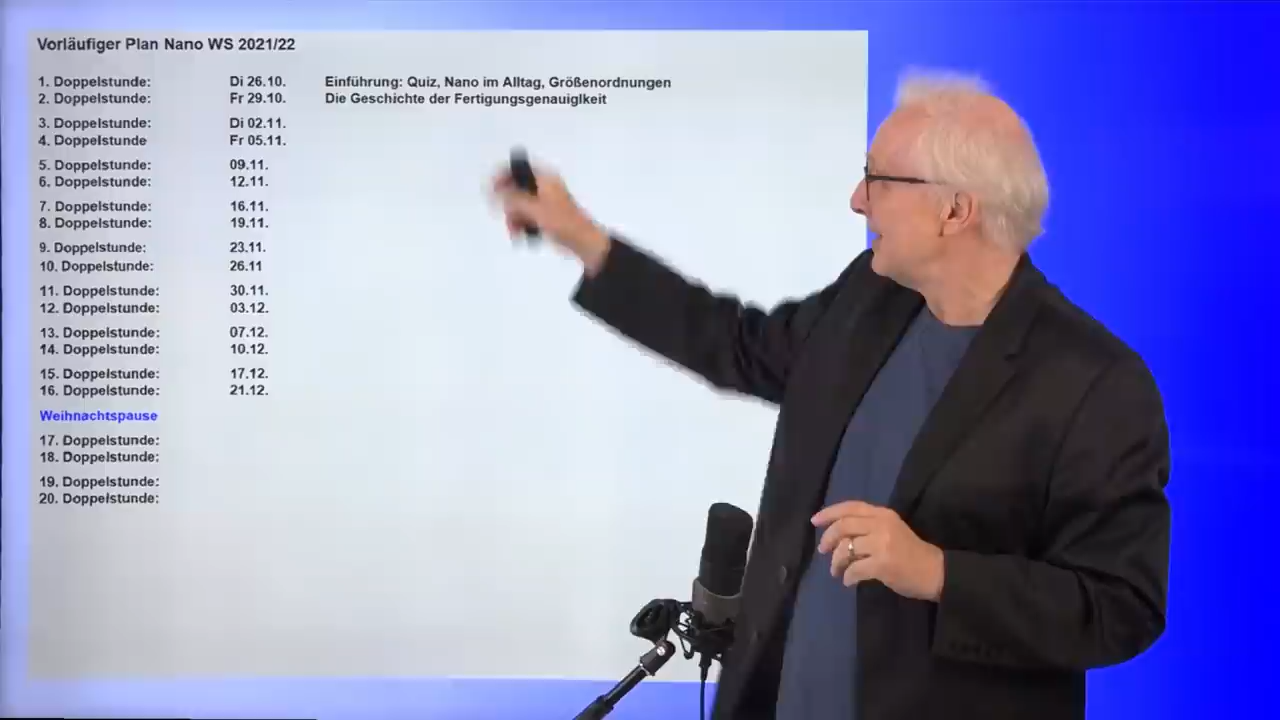 Vorläufiger Plan Nano WS 2021/22
1. Doppelstunde: Di 26.10. Einführung: Quiz, Nano im Alltag, Größenordnungen
2. Doppelstunde: Fr 29.10. Die Geschichte der Fertigungsgenauiglkeit
3. Doppelstunde: Di 02.11.
4. Doppelstunde Fr 05.11.
5. Doppelstunde: 09.11.
6. Doppelstunde: 12.11.
7. Doppelstunde: 16.11.
8. Doppelstunde: 19.11.
9. Doppelstunde: 23.11.
10. Doppelstunde: 26.11
11. Doppelstunde: 30.11.
12. Doppelstunde: 03.12.
13. Doppelstunde: 07.12.
14. Doppelstunde: 10.12.
15. Doppelstunde: 17.12.
16. Doppelstunde: 21.12.
Weihnachtspause
17. Doppelstunde:
18. Doppelstunde:
19. Doppelstunde:
20. Doppelstunde: